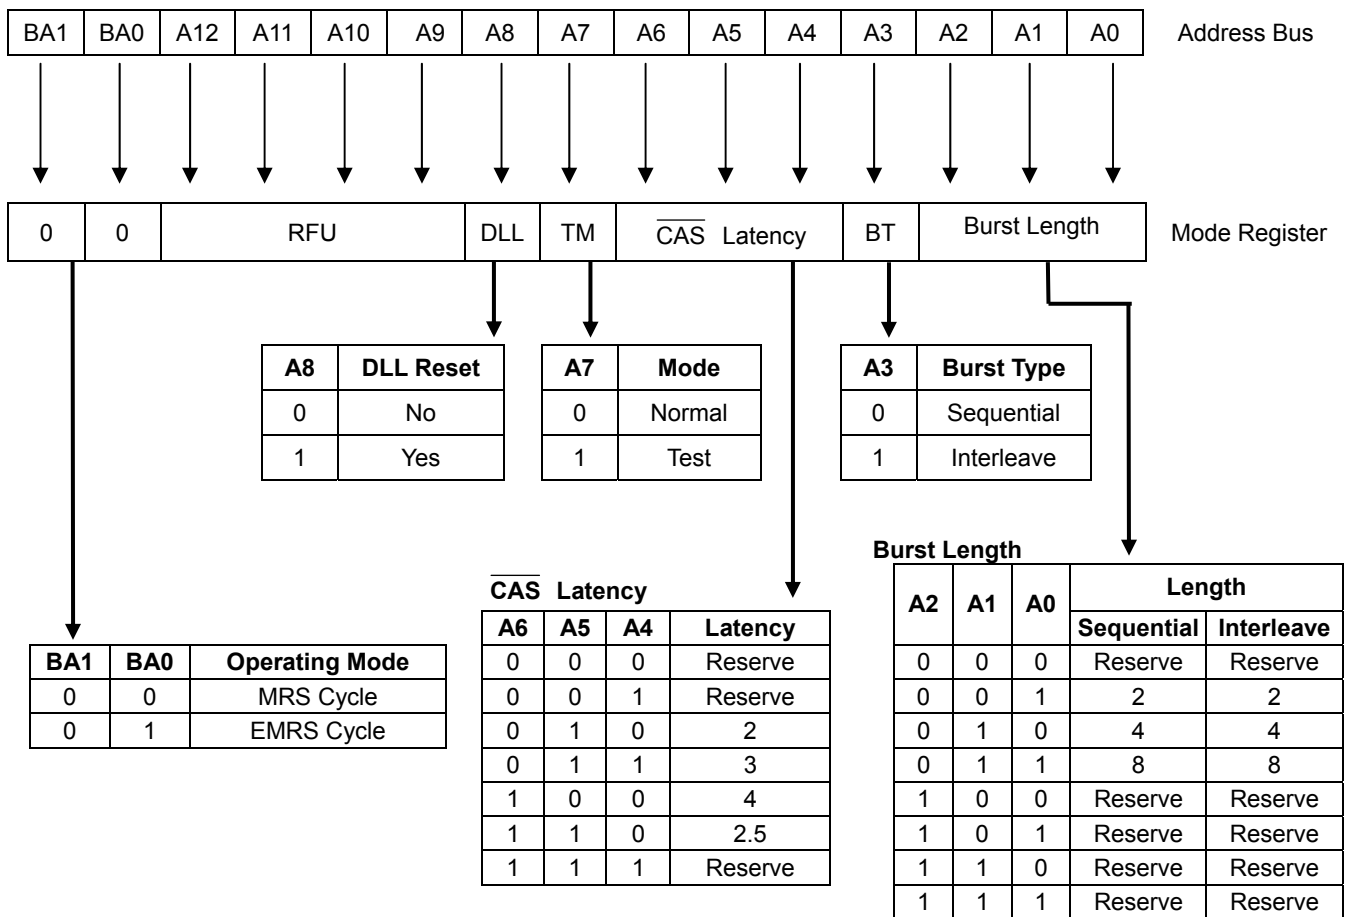 BA1 BA0 A12 A11 A10 A9 A8 A7 A6 A5 A4 A3 A2 A1 A0 Address Bus
0 0 RFU DLL TM CAS Latency BT Burst Length Mode Register
A8 DLL Reset
0 No
1 Yes
A7 Mode
0 Normal
1 Test
A3 Burst Type
0 Sequential
1 Interleave
BA1 BA0 Operating Mode
0 0 MRS Cycle
0 1 EMRS Cycle
CAS Latency
A6 A5 A4 Latency
0 0 0 Reserve
0 0 1 Reserve
0 1 0 2
0 1 1 3
1 0 0 4
1 1 0 2.5
1 1 1 Reserve
Burst Length
A2 A1 A0 Length
Sequential Interleave
0 0 0 Reserve Reserve
0 0 1 2 2
0 1 0 4 4
0 1 1 8 8
1 0 0 Reserve Reserve
1 0 1 Reserve Reserve
1 1 0 Reserve Reserve
1 1 1 Reserve Reserve